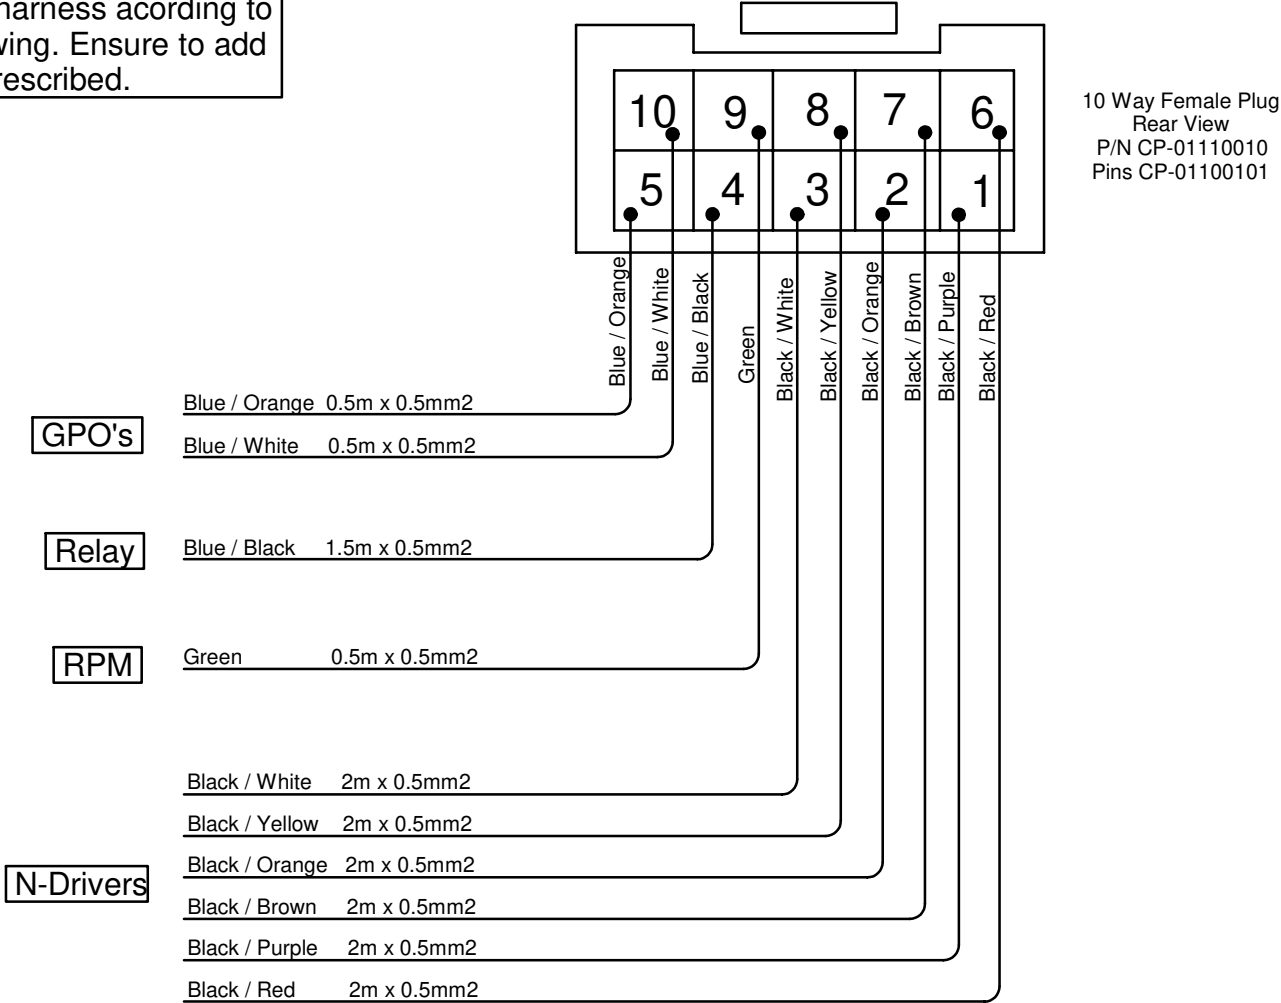 harness acording to
wing. Ensure to add
rescribed.
10 Way Female Plug
Rear View
P/N CP-01110010
Pins CP-01100101
10 9 8 7 6
5 4 3 2 1
Blue / Orange
Blue / White
Blue / Black
Green
Black / White
Black / Yellow
Black / Orange
Black / Brown
Black / Purple
Black / Red
GPO's
Blue / Orange 0.5m x 0.5mm2
Blue / White 0.5m x 0.5mm2
Relay
Blue / Black 1.5m x 0.5mm2
RPM
Green 0.5m x 0.5mm2
N-Drivers
Black / White 2m x 0.5mm2
Black / Yellow 2m x 0.5mm2
Black / Orange 2m x 0.5mm2
Black / Brown 2m x 0.5mm2
Black / Purple 2m x 0.5mm2
Black / Red 2m x 0.5mm2